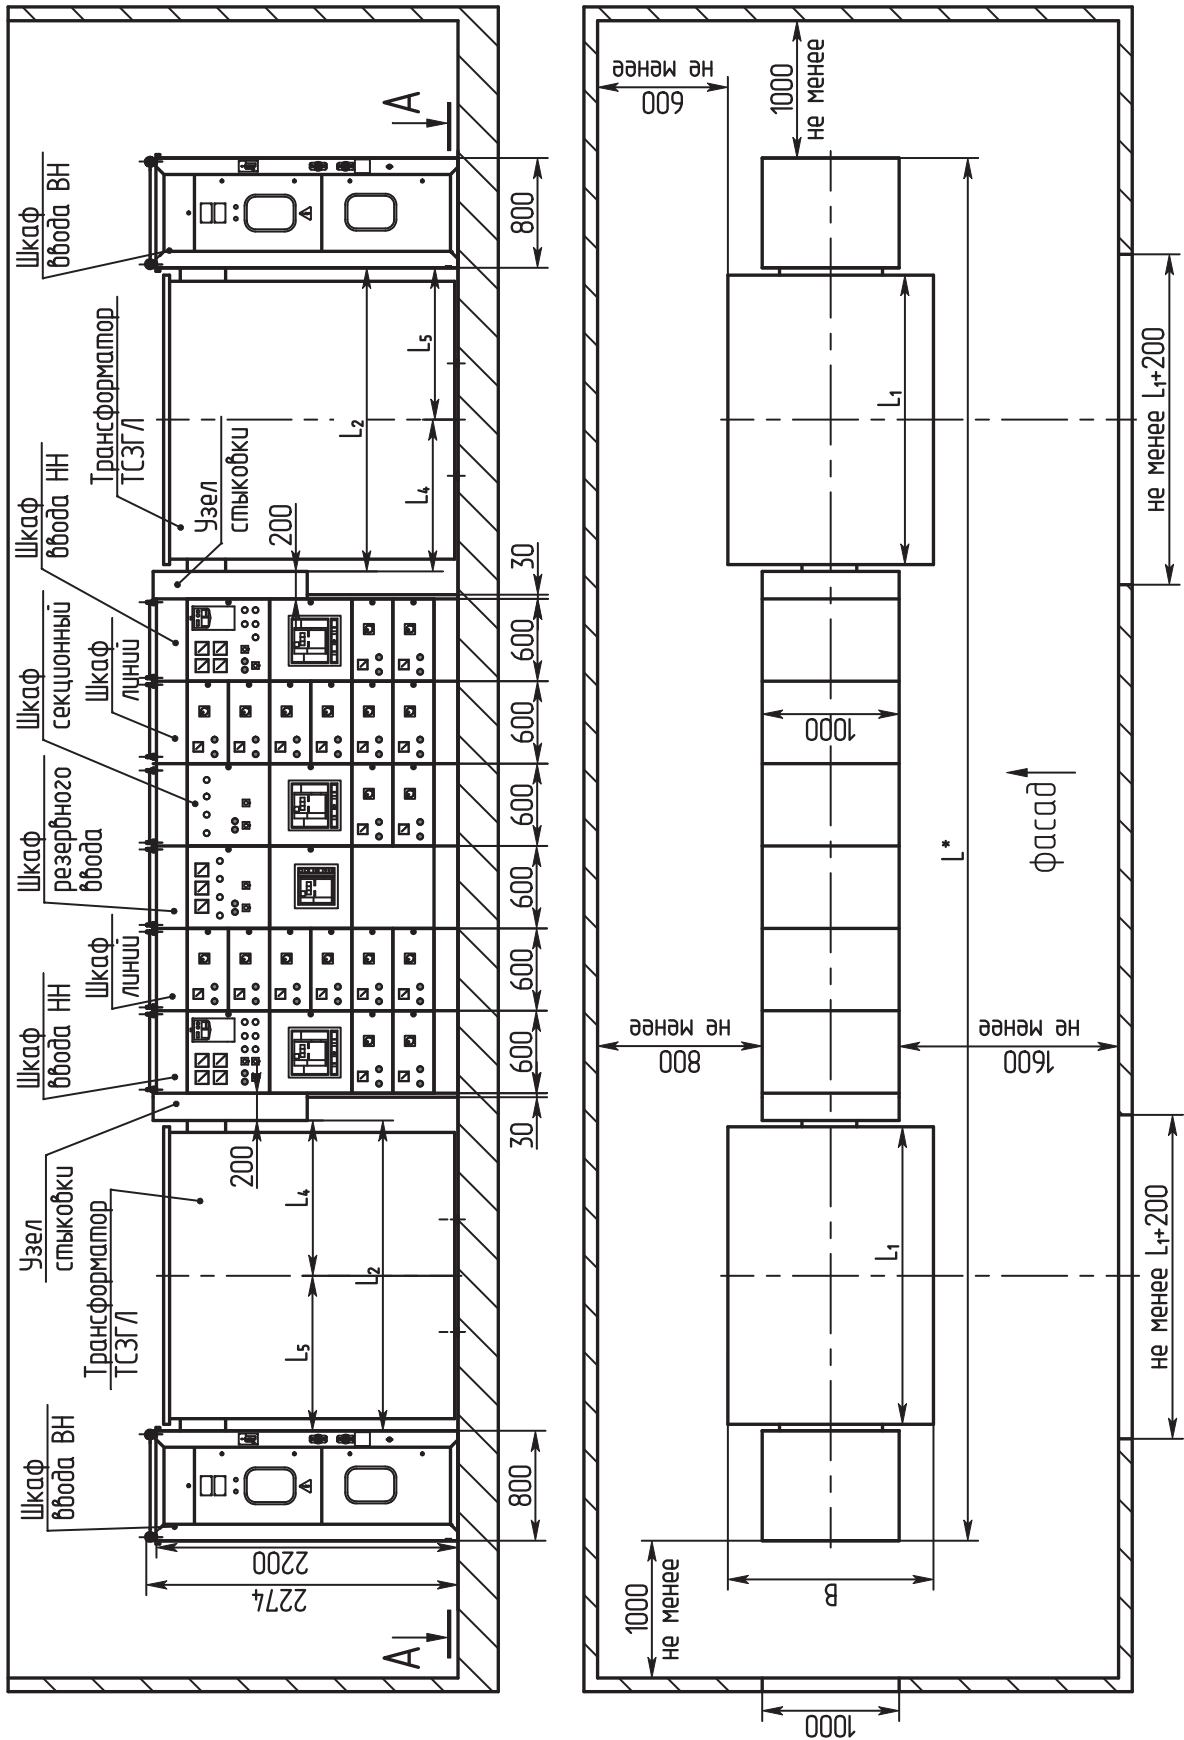 Шкаф
ввода ВН
Трансформатор
ТСЗГЛ
Узел
стыковки
Шкаф
ввода НН
Шкаф
линий
Шкаф
резервного
ввода
Шкаф
секционный
Шкаф
линий
Шкаф
ввода НН
Узел
стыковки
Трансформатор
ТСЗГЛ
Шкаф
ввода ВН
2274
2200
L₅
L₄
L₂
200
200
L₂
L₄
L₅
А
А
800
30
600
600
600
600
600
600
30
800
1000
не менее
В
L₁
800
не менее
1000
L₁
600
не менее
1000
не менее
1000
L*
фасад
1600
не менее
не менее L₁+200
не менее L₁+200